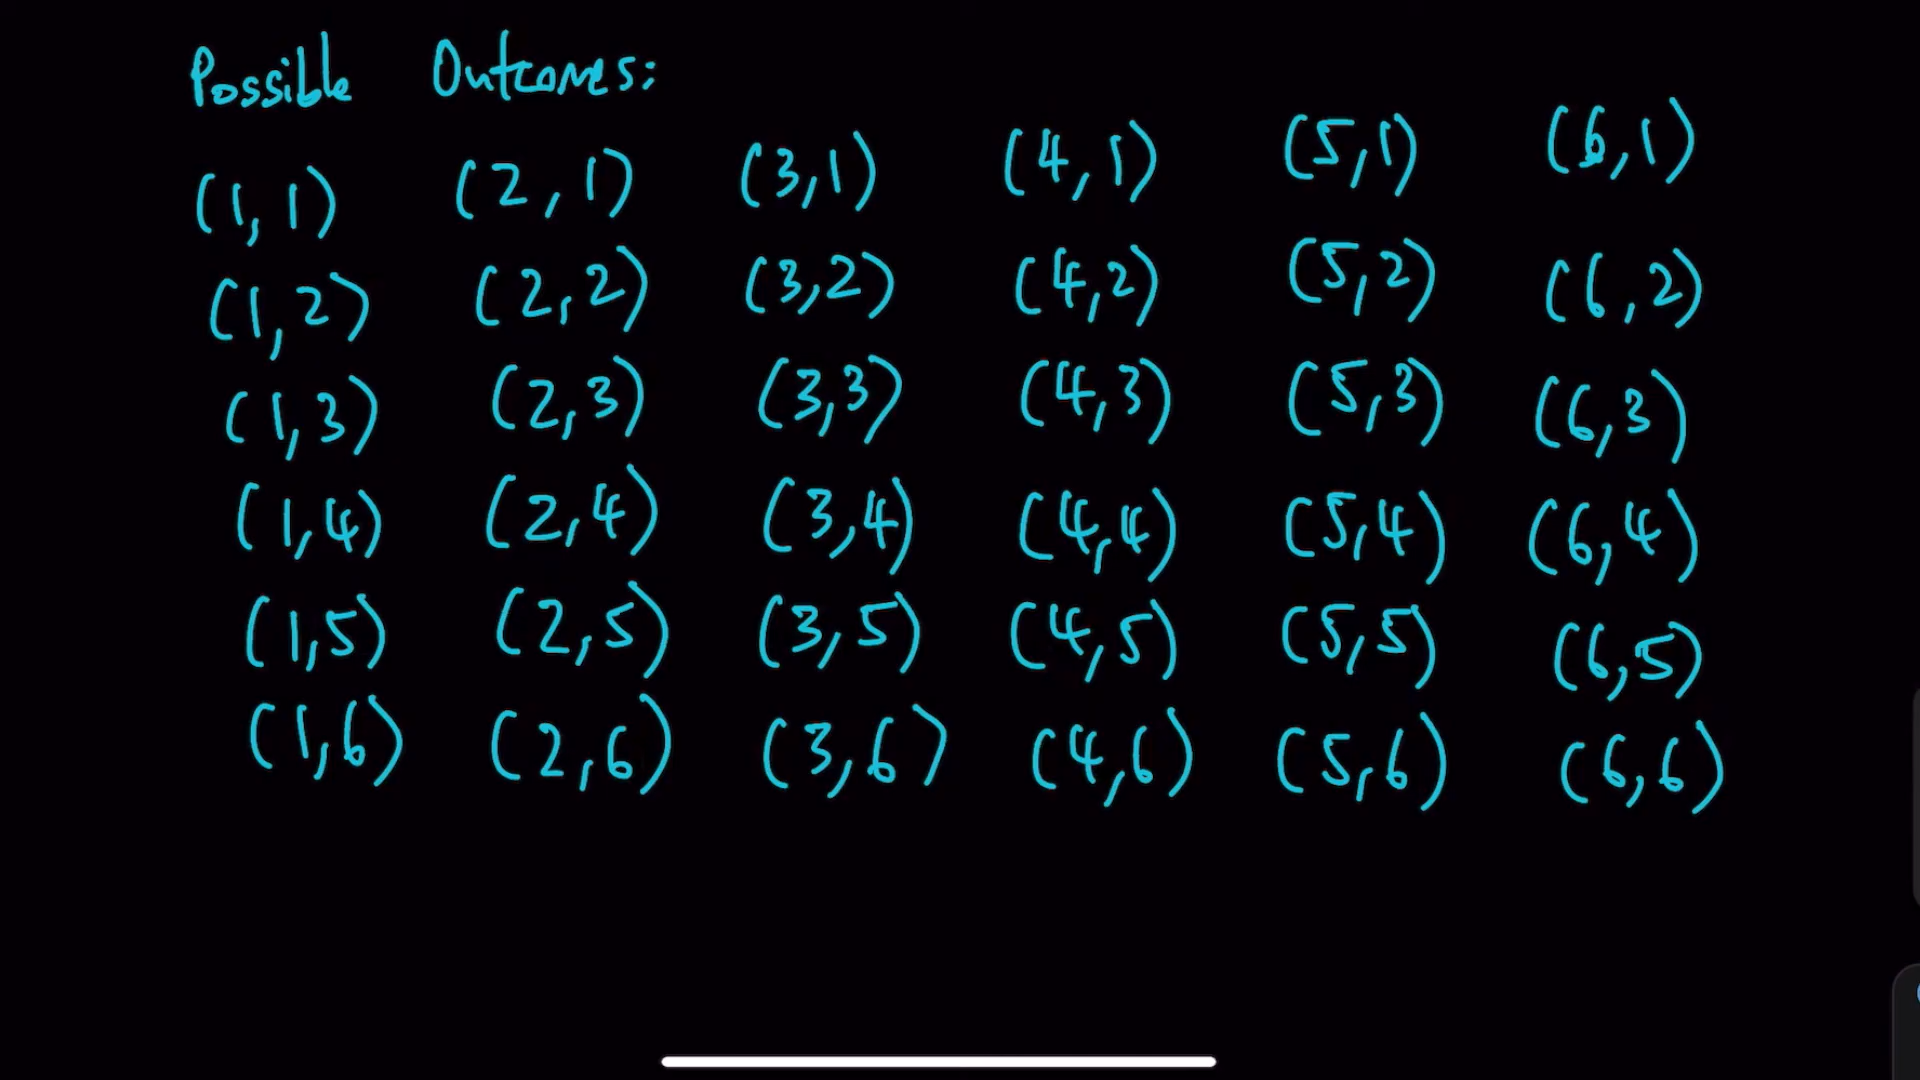 Possible Outcomes:
(1,1) (2,1) (3,1) (4,1) (5,1) (6,1)
(1,2) (2,2) (3,2) (4,2) (5,2) (6,2)
(1,3) (2,3) (3,3) (4,3) (5,3) (6,3)
(1,4) (2,4) (3,4) (4,4) (5,4) (6,4)
(1,5) (2,5) (3,5) (4,5) (5,5) (6,5)
(1,6) (2,6) (3,6) (4,6) (5,6) (6,6)